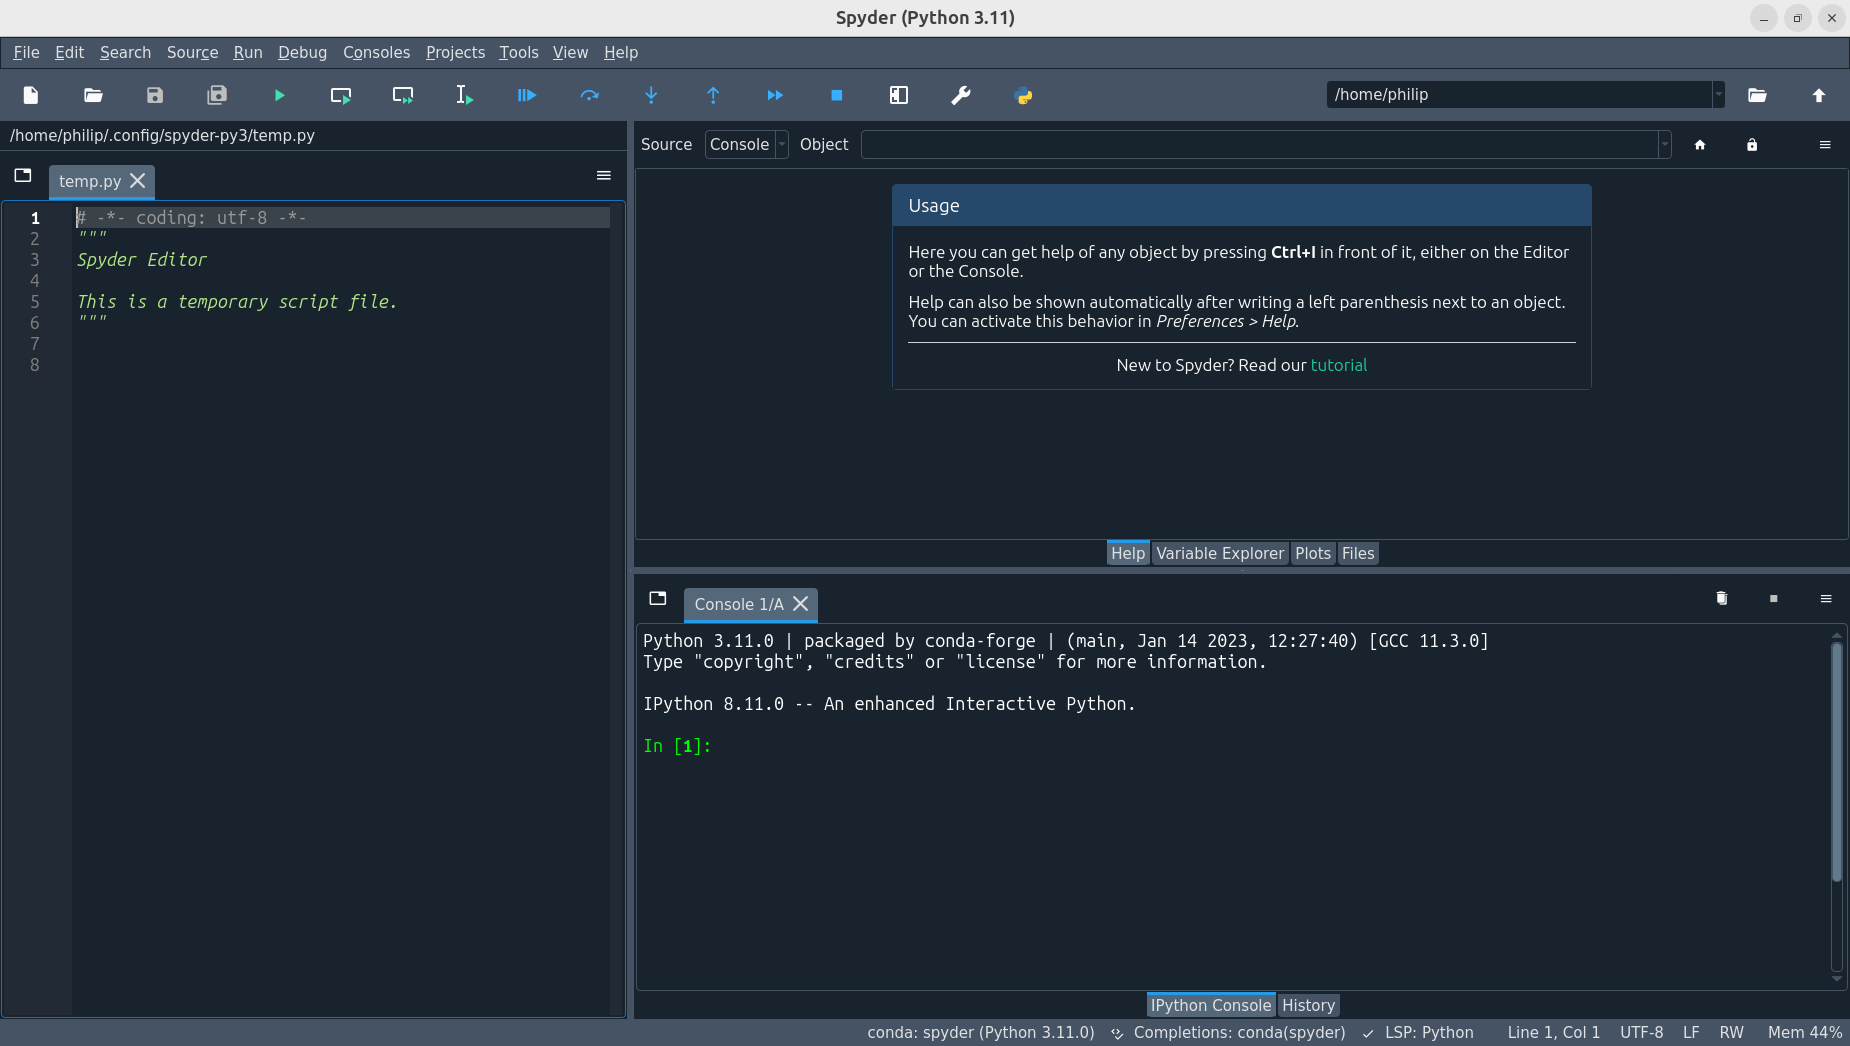 Spyder (Python 3.11)
File Edit Search Source Run Debug Consoles Projects Tools View Help
/home/philip
/home/philip/.config/spyder-py3/temp.py
temp.py
1 # -*- coding: utf-8 -*-
2 """
3 Spyder Editor
4
5 This is a temporary script file.
6 """
7
8
Source Console Object
Usage
Here you can get help of any object by pressing Ctrl+I in front of it, either on the Editor
or the Console.
Help can also be shown automatically after writing a left parenthesis next to an object.
You can activate this behavior in Preferences > Help.
New to Spyder? Read our tutorial
Help Variable Explorer Plots Files
Console 1/A
Python 3.11.0 | packaged by conda-forge | (main, Jan 14 2023, 12:27:40) [GCC 11.3.0]
Type "copyright", "credits" or "license" for more information.
IPython 8.11.0 -- An enhanced Interactive Python.
In [1]:
IPython Console History
conda: spyder (Python 3.11.0) Completions: conda(spyder) LSP: Python Line 1, Col 1 UTF-8 LF RW Mem 44%